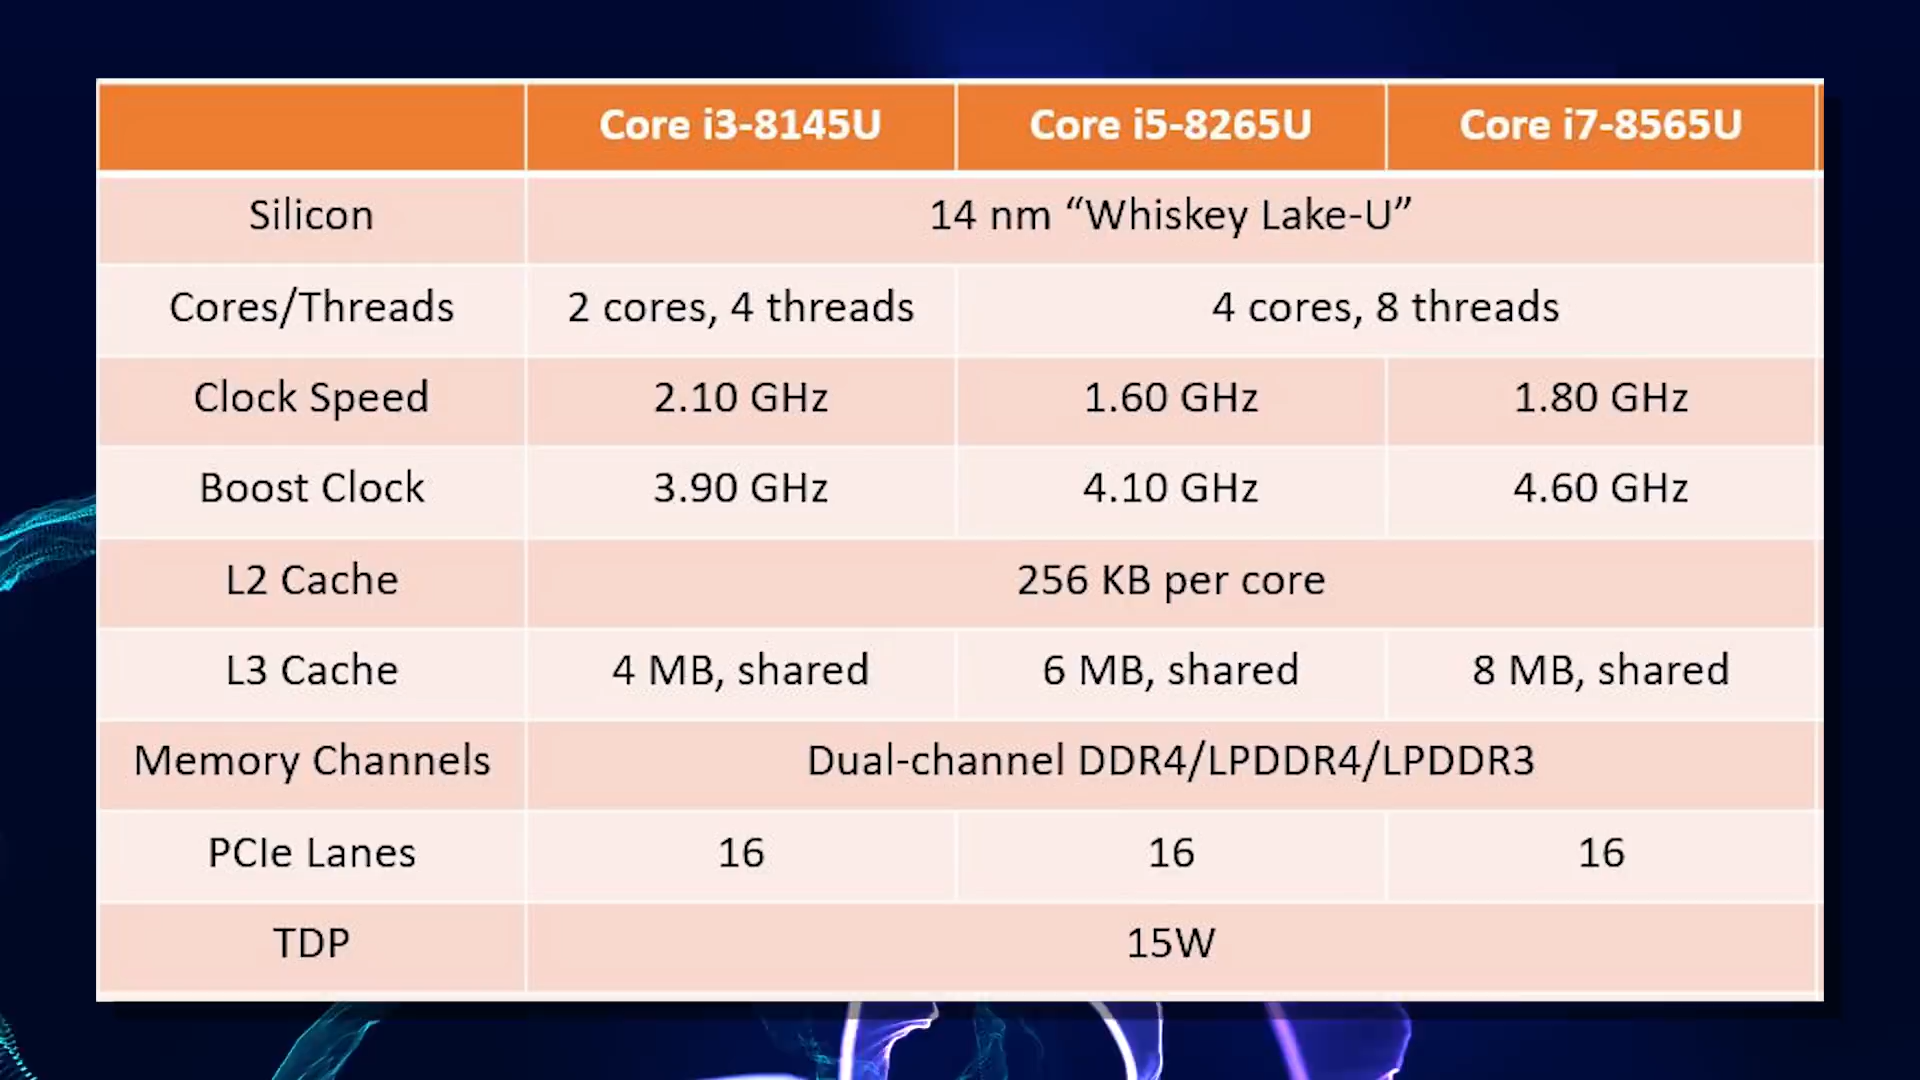 Core i3-8145U Core i5-8265U Core i7-8565U
Silicon 14 nm “Whiskey Lake-U”
Cores/Threads 2 cores, 4 threads 4 cores, 8 threads
Clock Speed 2.10 GHz 1.60 GHz 1.80 GHz
Boost Clock 3.90 GHz 4.10 GHz 4.60 GHz
L2 Cache 256 KB per core
L3 Cache 4 MB, shared 6 MB, shared 8 MB, shared
Memory Channels Dual-channel DDR4/LPDDR4/LPDDR3
PCIe Lanes 16 16 16
TDP 15W